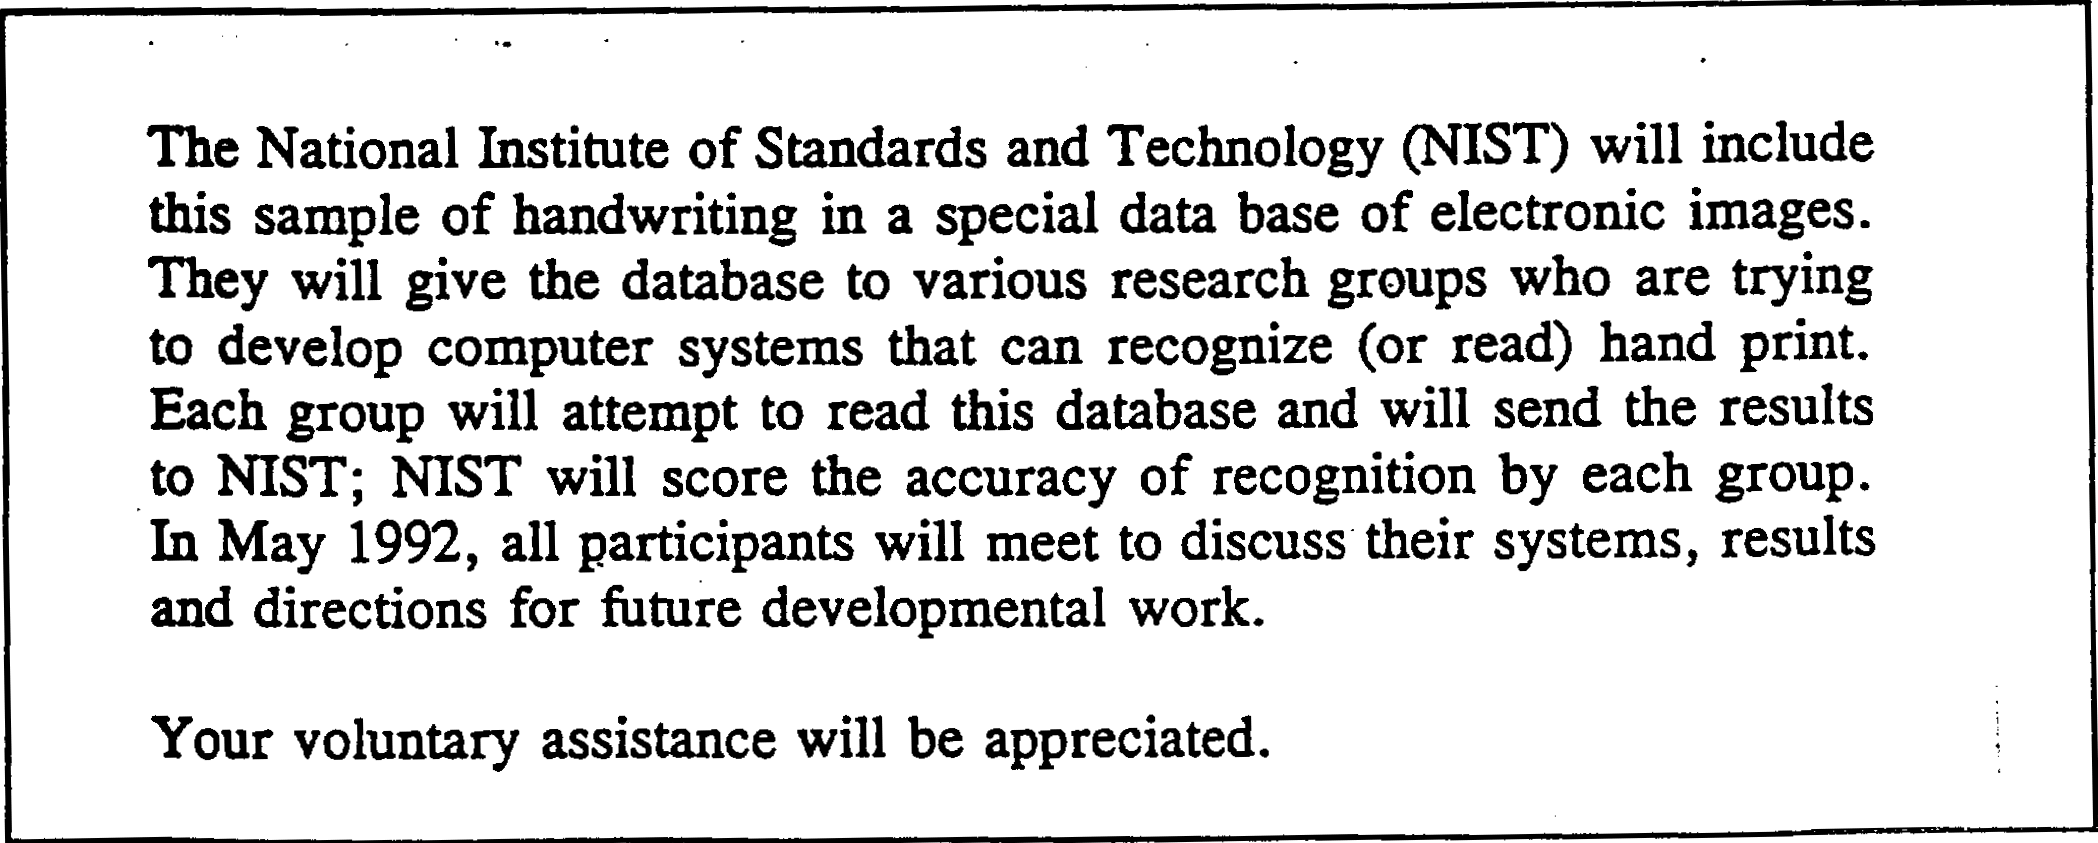 The National Institute of Standards and Technology (NIST) will include
this sample of handwriting in a special data base of electronic images.
They will give the database to various research groups who are trying
to develop computer systems that can recognize (or read) hand print.
Each group will attempt to read this database and will send the results
to NIST; NIST will score the accuracy of recognition by each group.
In May 1992, all participants will meet to discuss their systems, results
and directions for future developmental work.
Your voluntary assistance will be appreciated.